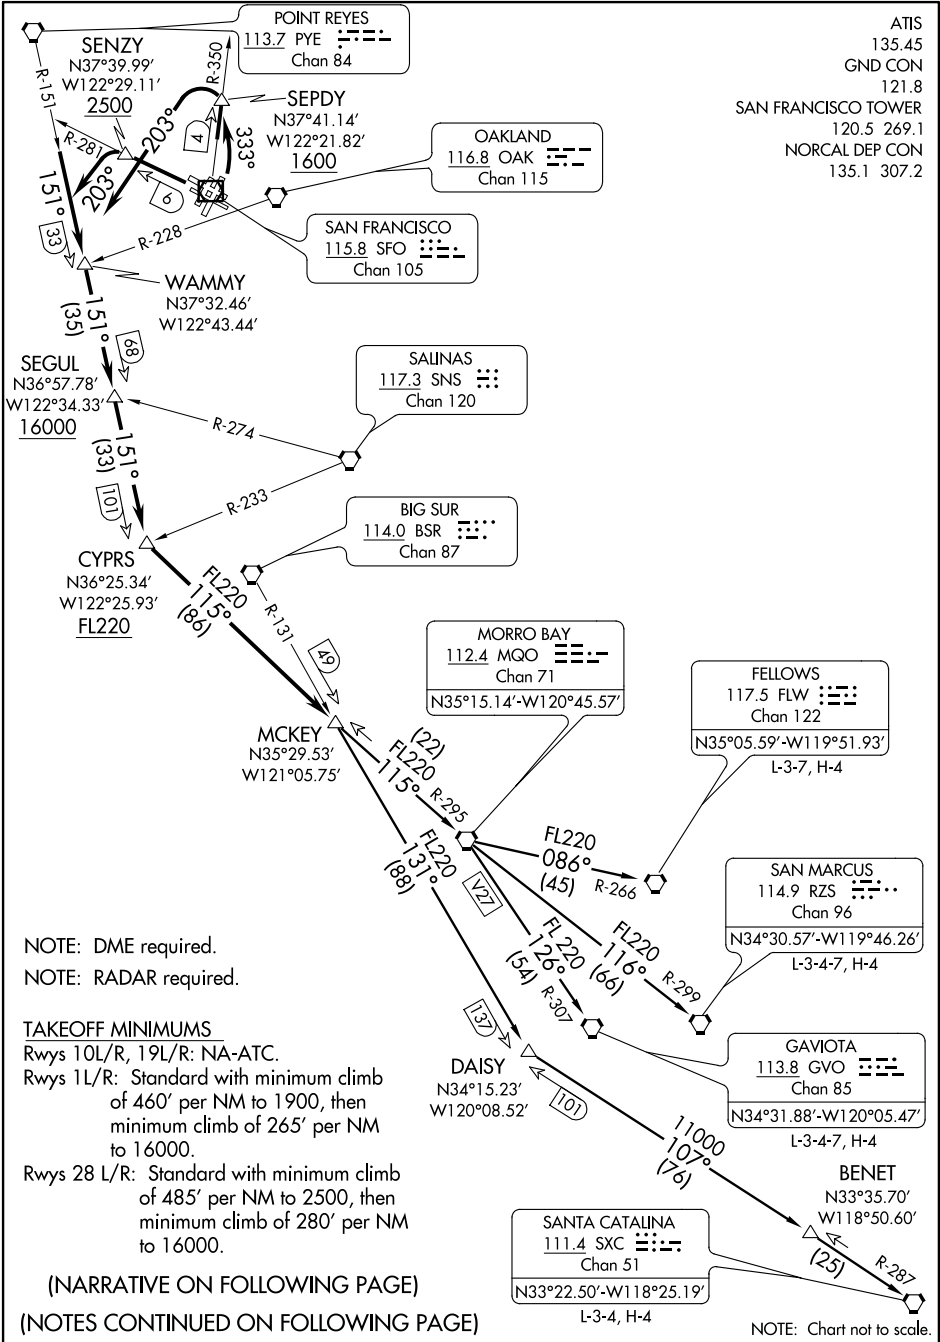 POINT REYES
113.7 PYE
Chan 84
ATIS
135.45
GND CON
121.8
SAN FRANCISCO TOWER
120.5 269.1
NORCAL DEP CON
135.1 307.2
SENZY
N37°39.99′
W122°29.11′
2500
R-151
R-350
SEPDY
N37°41.14′
W122°21.82′
1600
203°
4
333°
R-281
203°
6
151°
33
OAKLAND
116.8 OAK
Chan 115
R-228
SAN FRANCISCO
115.8 SFO
Chan 105
WAMMY
N37°32.46′
W122°43.44′
151°
(35)
68
SEGUL
N36°57.78′
W122°34.33′
16000
SALINAS
117.3 SNS
Chan 120
R-274
151°
(33)
101
R-233
BIG SUR
114.0 BSR
Chan 87
CYPRS
N36°25.34′
W122°25.93′
FL220
FL220
115°
(86)
R-131
49
MORRO BAY
112.4 MQO
Chan 71
N35°15.14′-W120°45.57′
FELLOWS
117.5 FLW
Chan 122
N35°05.59′-W119°51.93′
L-3-7, H-4
MCKEY
N35°29.53′
W121°05.75′
(22)
FL220
115°
R-295
FL220
131°
(88)
FL220
086°
(45)
R-266
V27
SAN MARCUS
114.9 RZS
Chan 96
N34°30.57′-W119°46.26′
L-3-4-7, H-4
FL220
126°
(54)
R-307
FL220
116°
(66)
R-299
NOTE: DME required.
NOTE: RADAR required.
TAKEOFF MINIMUMS
Rwys 10L/R, 19L/R: NA-ATC.
Rwys 1L/R: Standard with minimum climb
of 460′ per NM to 1900, then
minimum climb of 265′ per NM
to 16000.
Rwys 28 L/R: Standard with minimum climb
of 485′ per NM to 2500, then
minimum climb of 280′ per NM
to 16000.
137
DAISY
N34°15.23′
W120°08.52′
101
GAVIOTA
113.8 GVO
Chan 85
N34°31.88′-W120°05.47′
L-3-4-7, H-4
11000
107°
(76)
BENET
N33°35.70′
W118°50.60′
SANTA CATALINA
111.4 SXC
Chan 51
N33°22.50′-W118°25.19′
L-3-4, H-4
(25)
R-287
(NARRATIVE ON FOLLOWING PAGE)
(NOTES CONTINUED ON FOLLOWING PAGE)
NOTE: Chart not to scale.